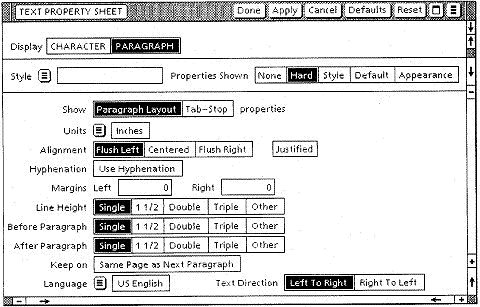 TEXT PROPERTY SHEET Done Apply Cancel Defaults Reset
Display CHARACTER PARAGRAPH
Style Properties Shown None Hard Style Default Appearance
Show Paragraph Layout Tab-Stop properties
Units Inches
Alignment Flush Left Centered Flush Right Justified
Hyphenation Use Hyphenation
Margins Left 0 Right 0
Line Height Single 1 1/2 Double Triple Other
Before Paragraph Single 1 1/2 Double Triple Other
After Paragraph Single 1 1/2 Double Triple Other
Keep on Same Page as Next Paragraph
Language US English Text Direction Left To Right Right To Left